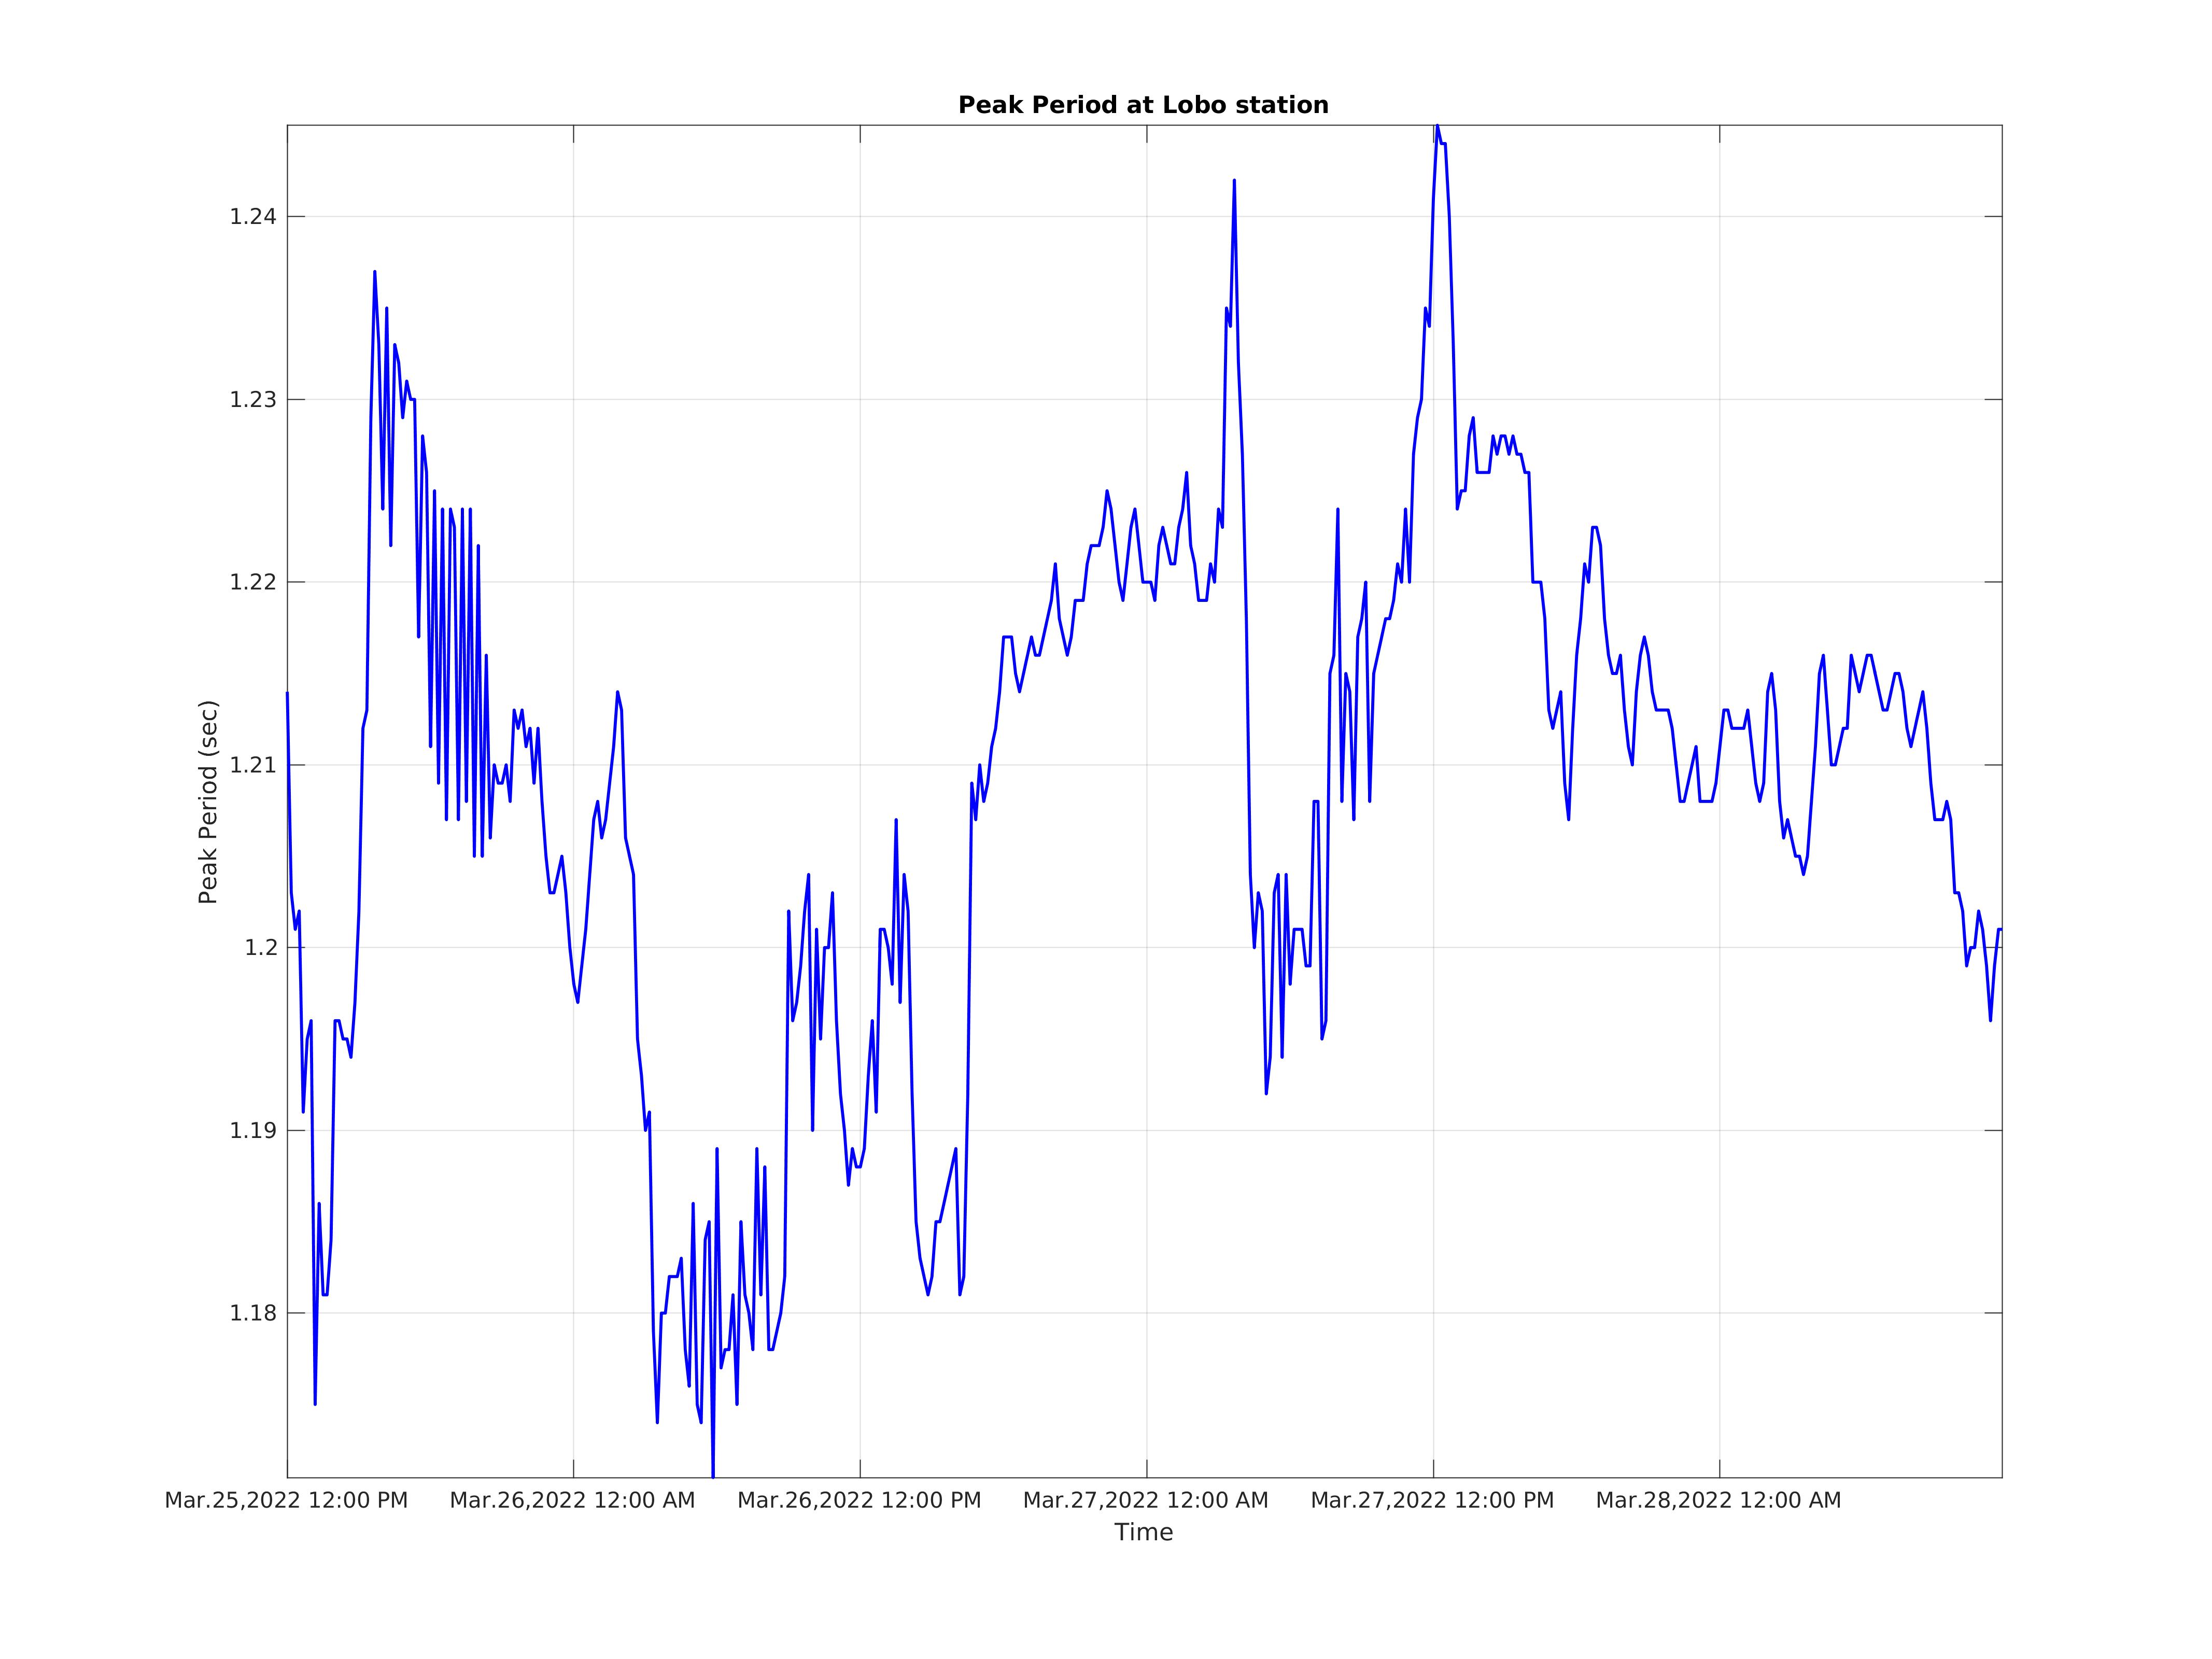 Peak Period at Lobo station
1.24
1.23
1.22
1.21
1.2
1.19
1.18
Peak Period (sec)
Mar.25,2022 12:00 PM Mar.26,2022 12:00 AM Mar.26,2022 12:00 PM Mar.27,2022 12:00 AM Mar.27,2022 12:00 PM Mar.28,2022 12:00 AM
Time